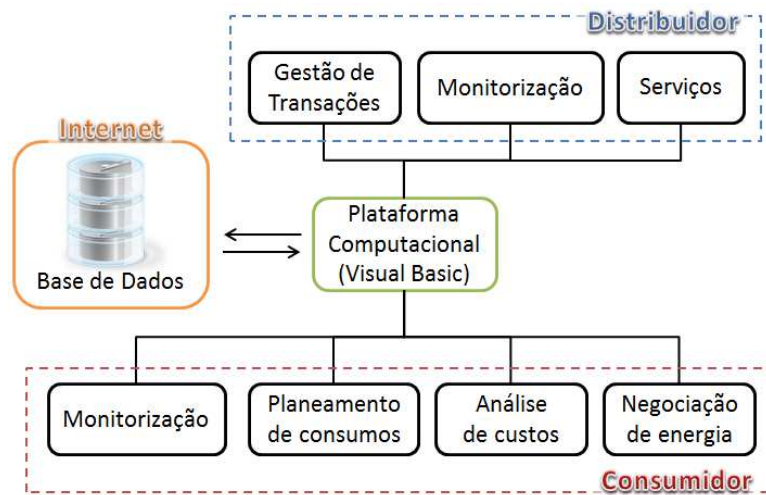 Distribuidor
Gestão de
Transações
Monitorização
Serviços
Internet
Base de Dados
Plataforma
Computacional
(Visual Basic)
Monitorização
Planeamento
de consumos
Análise
de custos
Negociação
de energia
Consumidor